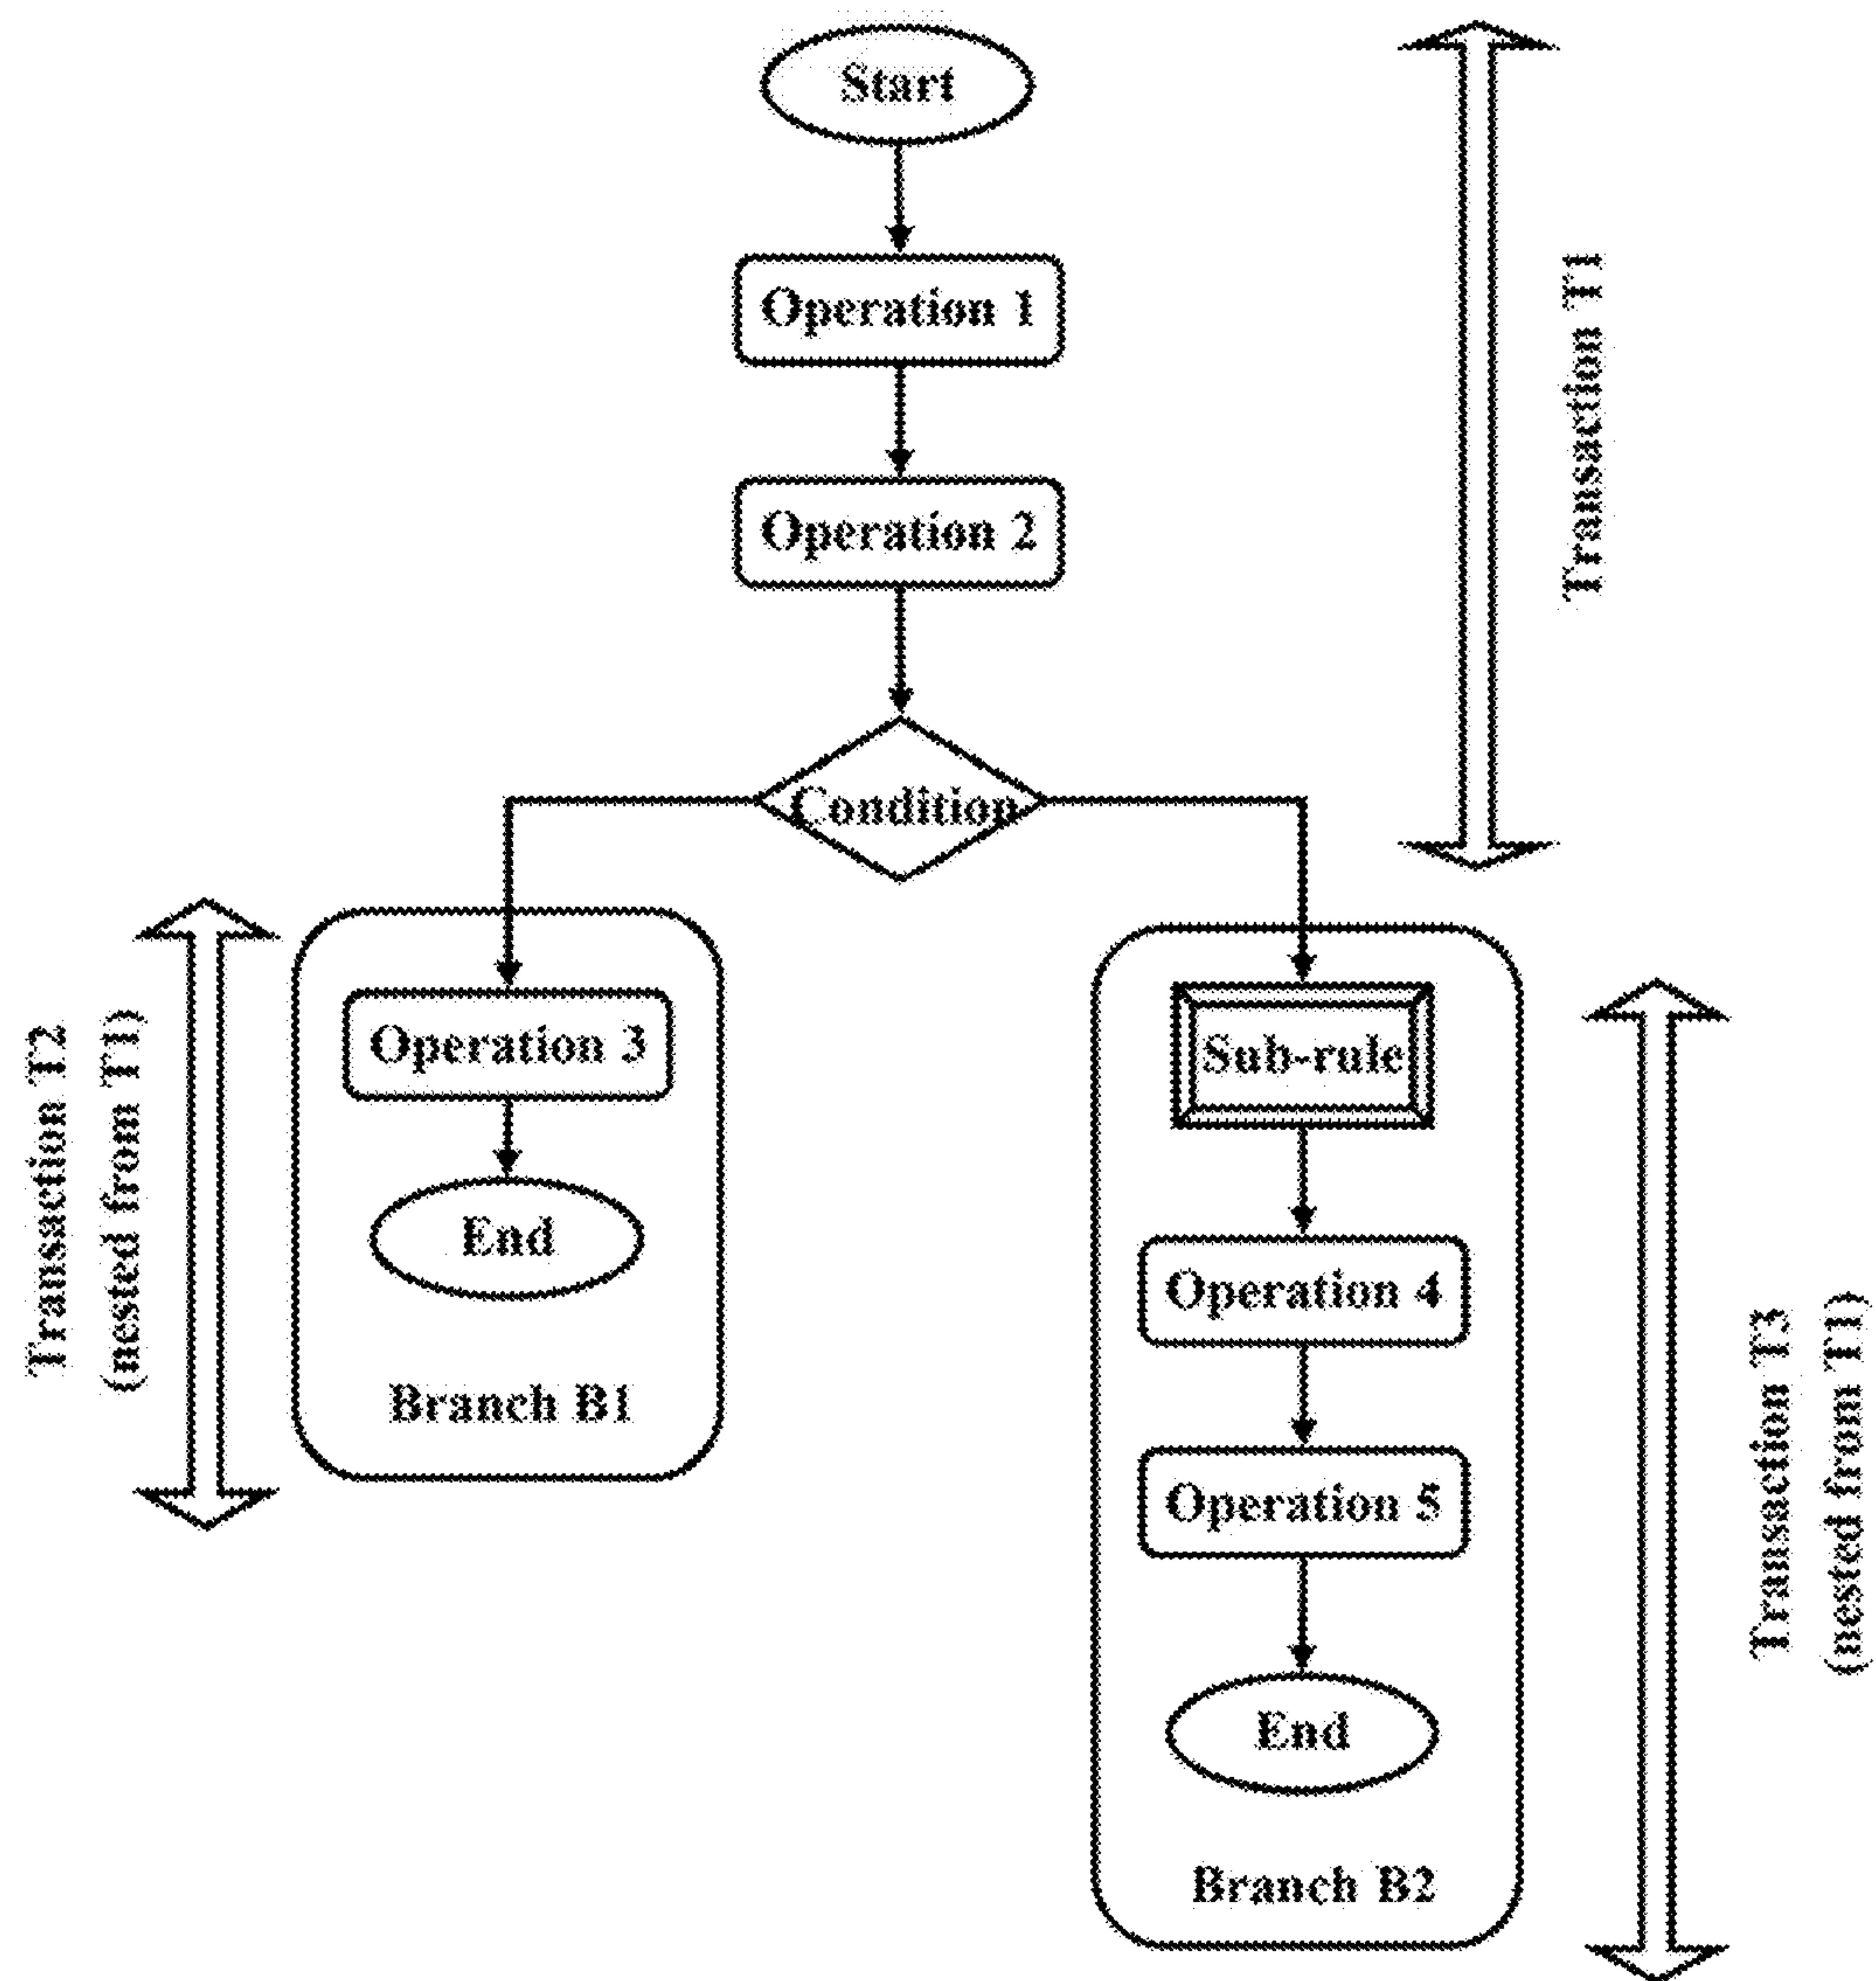 Start
Operation 1
Transaction T1
Operation 2
Condition
Transaction T2
(nested from T1)
Operation 3
End
Branch B1
Sub-rule
Operation 4
Operation 5
End
Branch B2
Transaction T3
(nested from T1)